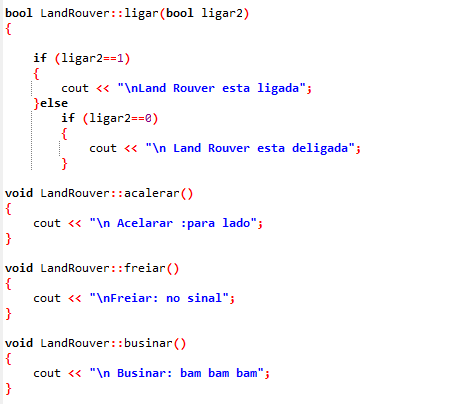 bool LandRouver::ligar(bool ligar2)
{
if (ligar2==1)
{
cout << "\nLand Rouver esta ligada";
}else
if (ligar2==0)
{
cout << "\n Land Rouver esta deligada";
}
void LandRouver::acalerar()
{
cout << "\n Acelarar :para lado";
}
void LandRouver::freiar()
{
cout << "\nFreiar: no sinal";
}
void LandRouver::businar()
{
cout << "\n Businar: bam bam bam";
}